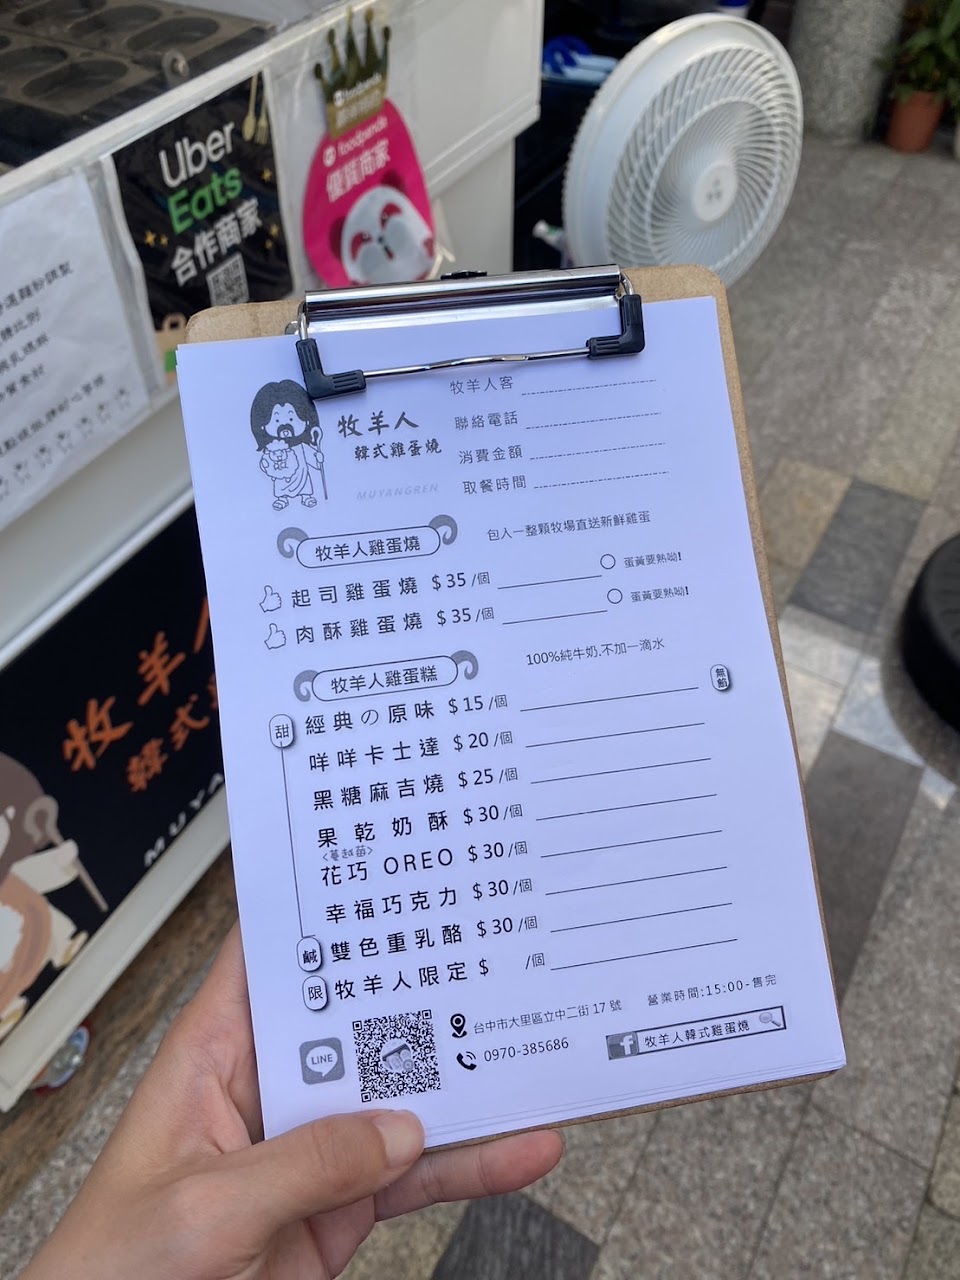 Uber
Eats
合作商家
foodpanda
foodpanda
優質商家
牧羊人
韓式雞蛋燒
MUYANGREN
牧羊人客
聯絡電話
消費金額
取餐時間
牧羊人雞蛋燒
包入一整顆牧場直送新鮮雞蛋
起司雞蛋燒 $35/個 蛋黃要熟呦!
肉酥雞蛋燒 $35/個 蛋黃要熟呦!
牧羊人雞蛋糕
100%純牛奶.不加一滴水
甜 經典の原味 $15/個 無餡
咩咩卡士達 $20/個
黑糖麻吉燒 $25/個
果乾奶酥 $30/個
<蔓越莓>
花巧 OREO $30/個
幸福巧克力 $30/個
鹹 雙色重乳酪 $30/個
限 牧羊人限定 $ /個
LINE
台中市大里區立中二街 17 號
營業時間:15:00-售完
0970-385686
f 牧羊人韓式雞蛋燒
牧羊人
韓式
MUYA